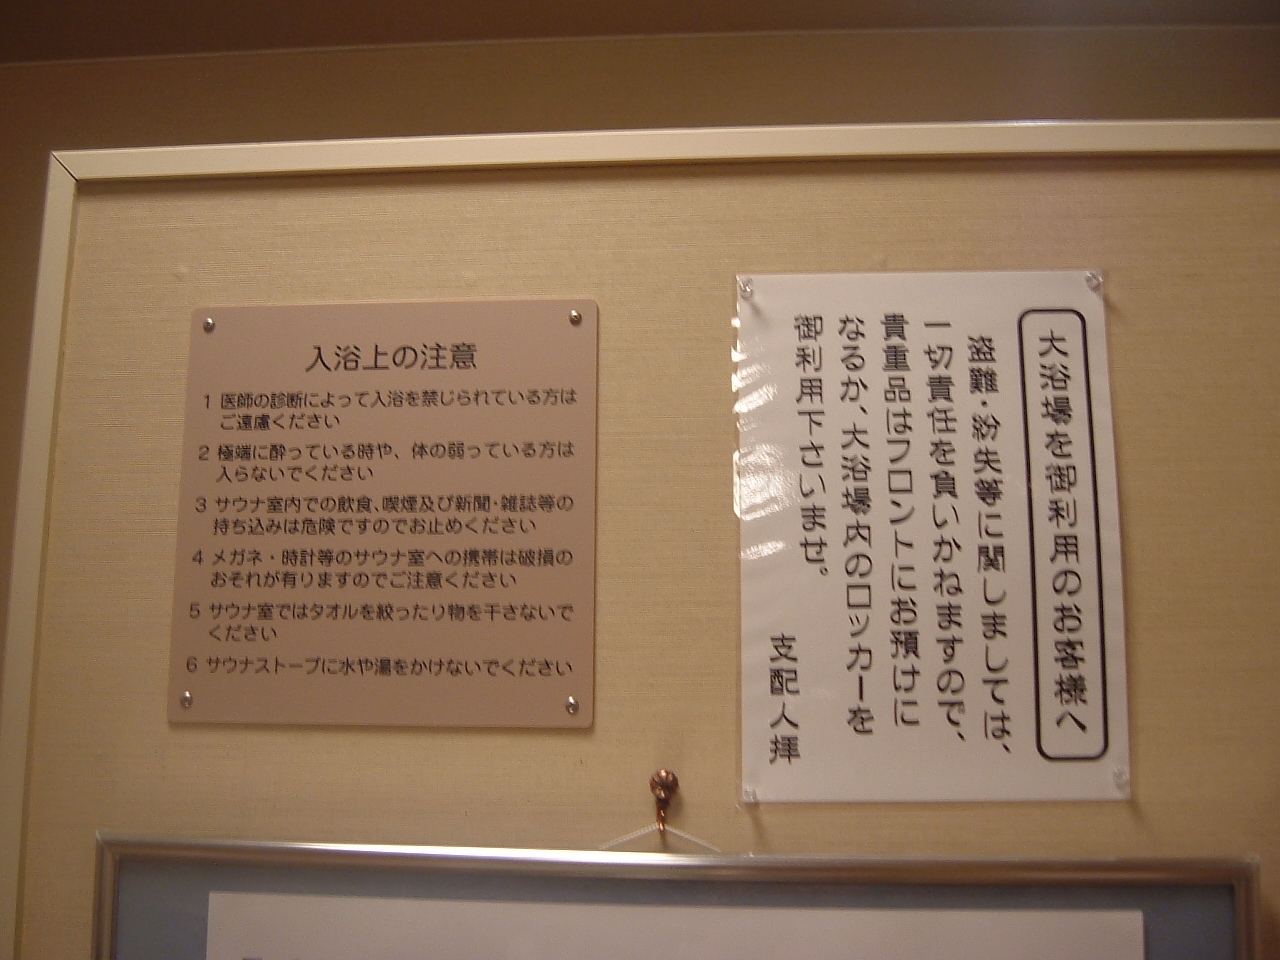 入浴上の注意
1 医師の診断によって入浴を禁じられている方は
ご遠慮ください
2 極端に酔っている時や、体の弱っている方は
入らないでください
3 サウナ室内での飲食、喫煙及び新聞・雑誌等の
持ち込みは危険ですのでお止めください
4 メガネ・時計等のサウナ室への携帯は破損の
おそれが有りますのでご注意ください
5 サウナ室ではタオルを絞ったり物を干さないで
ください
6 サウナストーブに水や湯をかけないでください
大浴場を御利用のお客様へ
盗難・紛失等に関しましては、
一切責任を負いかねますので、
貴重品はフロントにお預けに
なるか、大浴場内のロッカーを
御利用下さいませ。
支配人拝